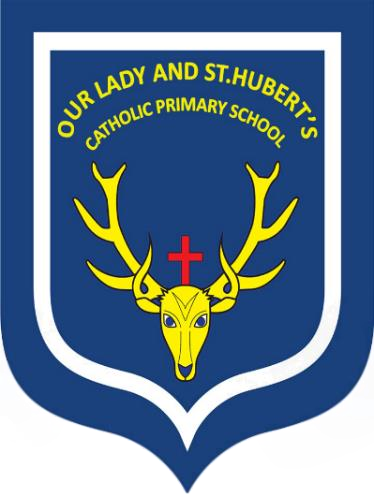 OUR LADY AND ST.HUBERT'S
CATHOLIC PRIMARY SCHOOL